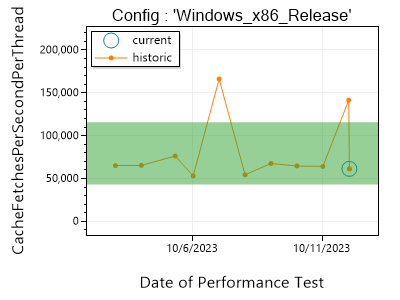 Config : 'Windows_x86_Release'
CacheFetchesPerSecondPerThread
current
historic
200,000
150,000
100,000
50,000
0
10/6/2023
10/11/2023
Date of Performance Test